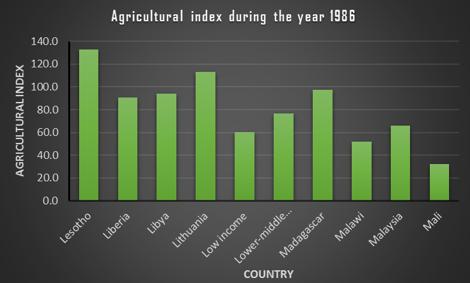 Agricultural index during the year 1986
AGRICULTURAL INDEX
140.0
120.0
100.0
80.0
60.0
40.0
20.0
0.0
Lesotho
Liberia
Libya
Lithuania
Low income
Lower-middle...
Madagascar
Malawi
Malaysia
Mali
COUNTRY